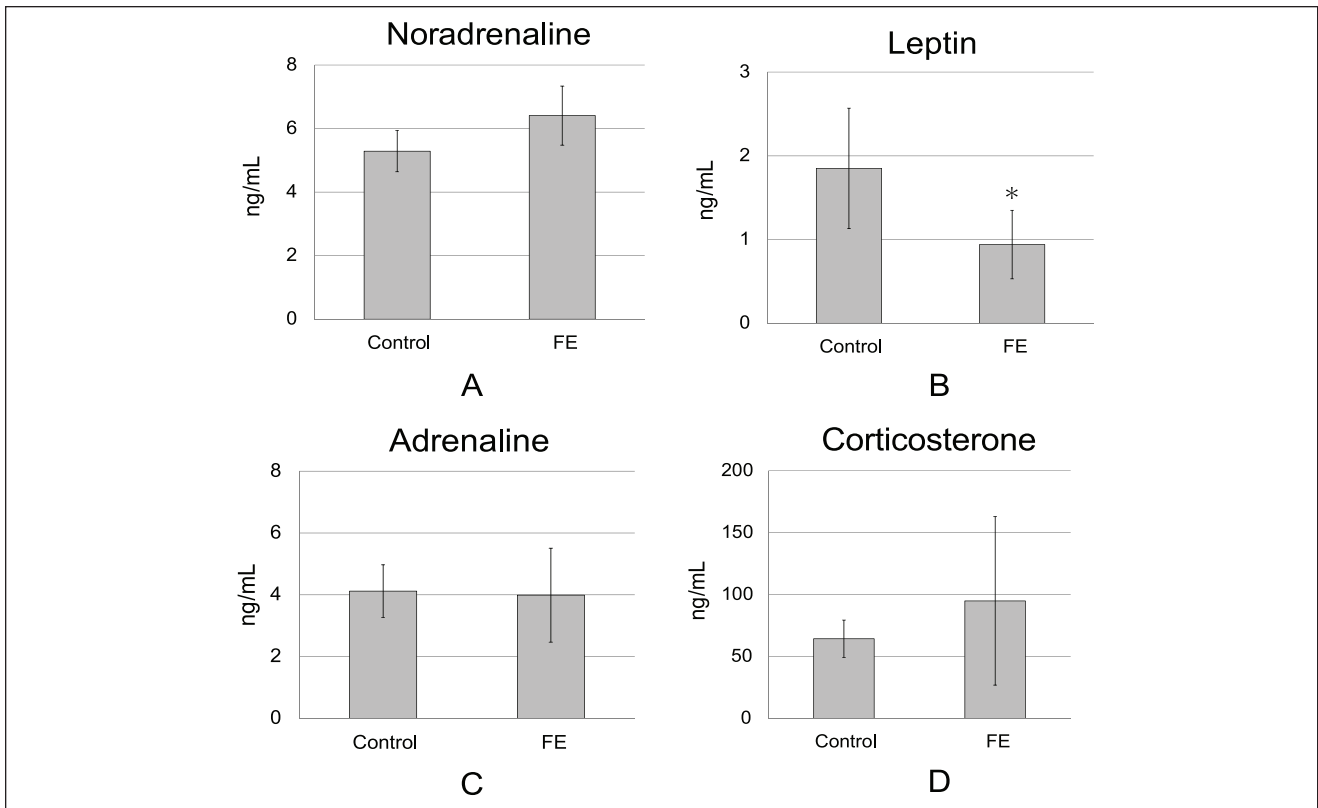 Noradrenaline
8
6
4
2
0
ng/mL
Control FE
A
Leptin
3
2
1
0
ng/mL
*
Control FE
B
Adrenaline
8
6
4
2
0
ng/mL
Control FE
C
Corticosterone
200
150
100
50
0
ng/mL
Control FE
D